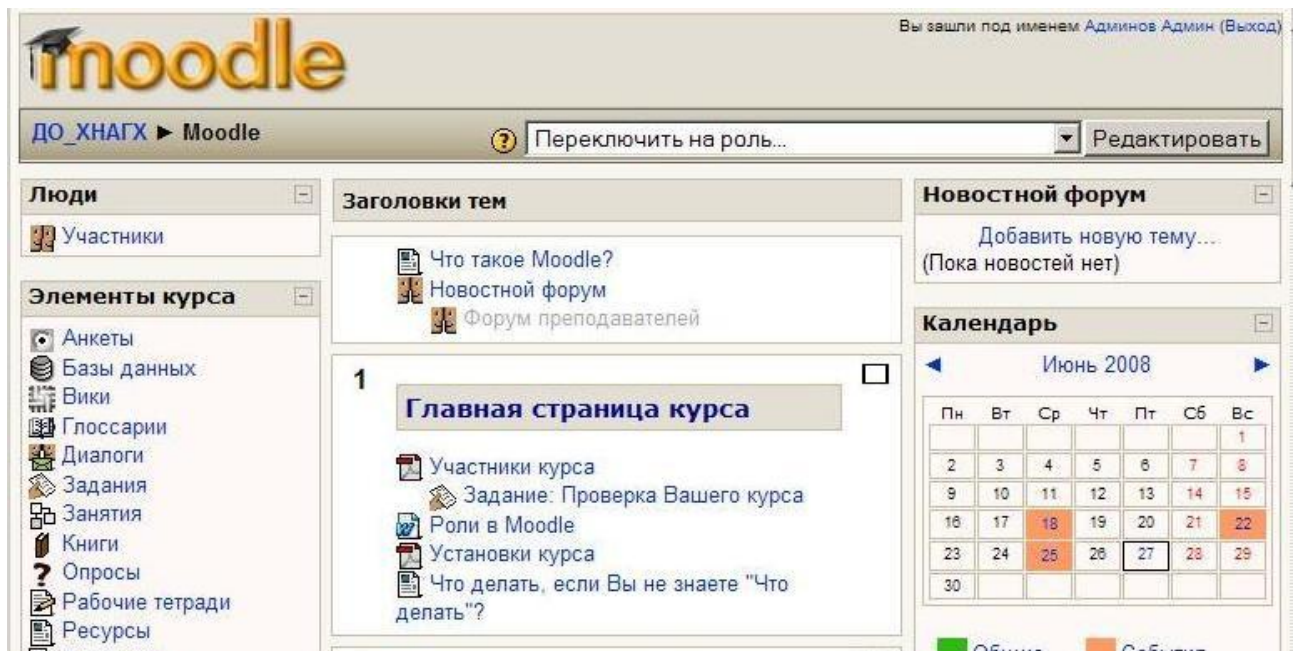 moodle
Вы зашли под именем Админов Админ (Выход)
ДО_ХНАГХ ► Moodle
Переключить на роль...
Редактировать
Люди
Участники
Элементы курса
Анкеты
Базы данных
Вики
Глоссарии
Диалоги
Задания
Занятия
Книги
Опросы
Рабочие тетради
Ресурсы
Заголовки тем
Что такое Moodle?
Новостной форум
Форум преподавателей
1
Главная страница курса
Участники курса
Задание: Проверка Вашего курса
Роли в Moodle
Установки курса
Что делать, если Вы не знаете "Что
делать"?
Новостной форум
Добавить новую тему...
(Пока новостей нет)
Календарь
◄ Июнь 2008 ►
Пн Вт Ср Чт Пт Сб Вс
1
2 3 4 5 6 7 8
9 10 11 12 13 14 15
16 17 18 19 20 21 22
23 24 25 26 27 28 29
30